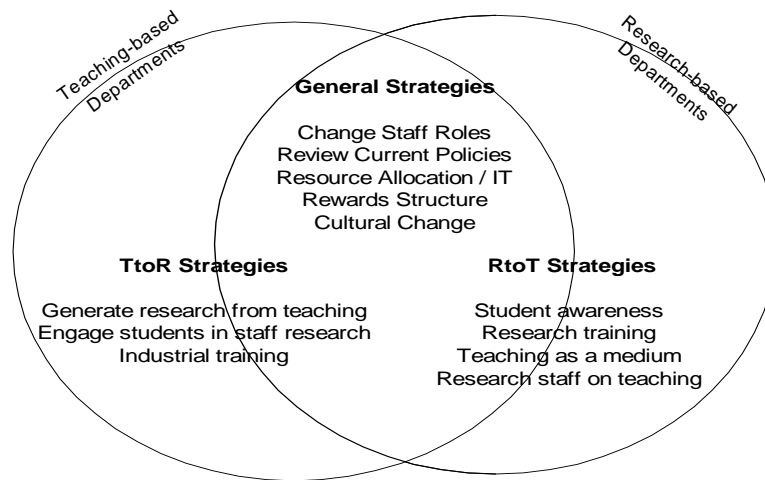 Teaching-based
Departments
Research-based
Departments
General Strategies
Change Staff Roles
Review Current Policies
Resource Allocation / IT
Rewards Structure
Cultural Change
TtoR Strategies
Generate research from teaching
Engage students in staff research
Industrial training
RtoT Strategies
Student awareness
Research training
Teaching as a medium
Research staff on teaching